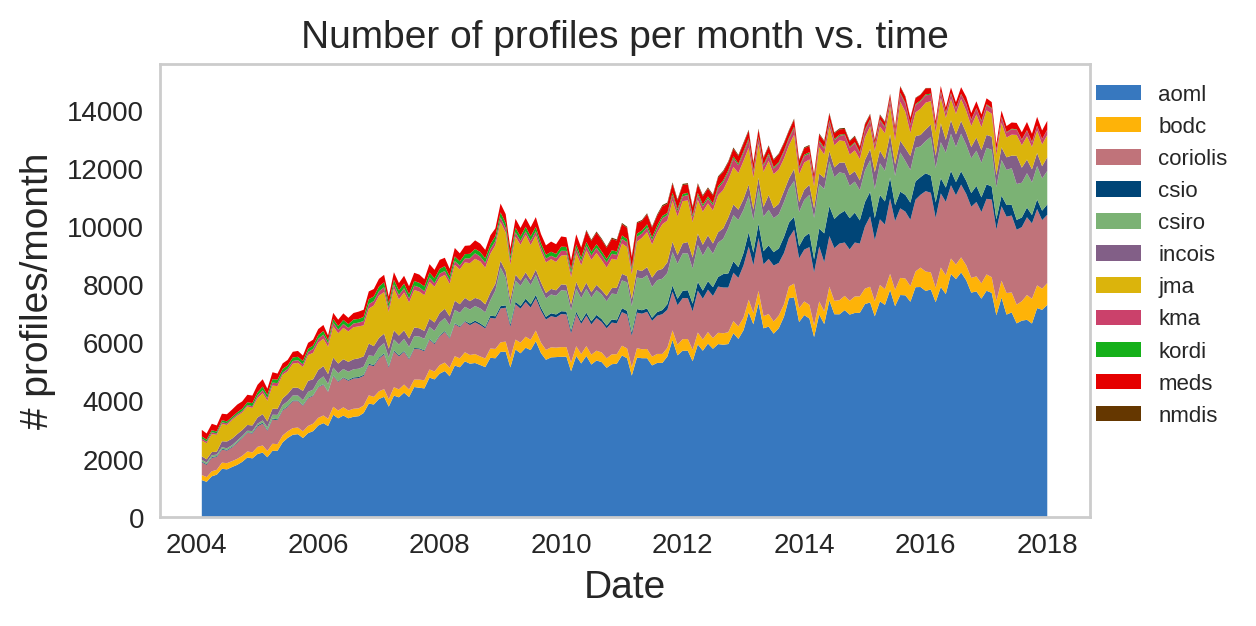 Number of profiles per month vs. time
# profiles/month
14000
12000
10000
8000
6000
4000
2000
0
2004 2006 2008 2010 2012 2014 2016 2018
Date
aoml
bodc
coriolis
csio
csiro
incois
jma
kma
kordi
meds
nmdis